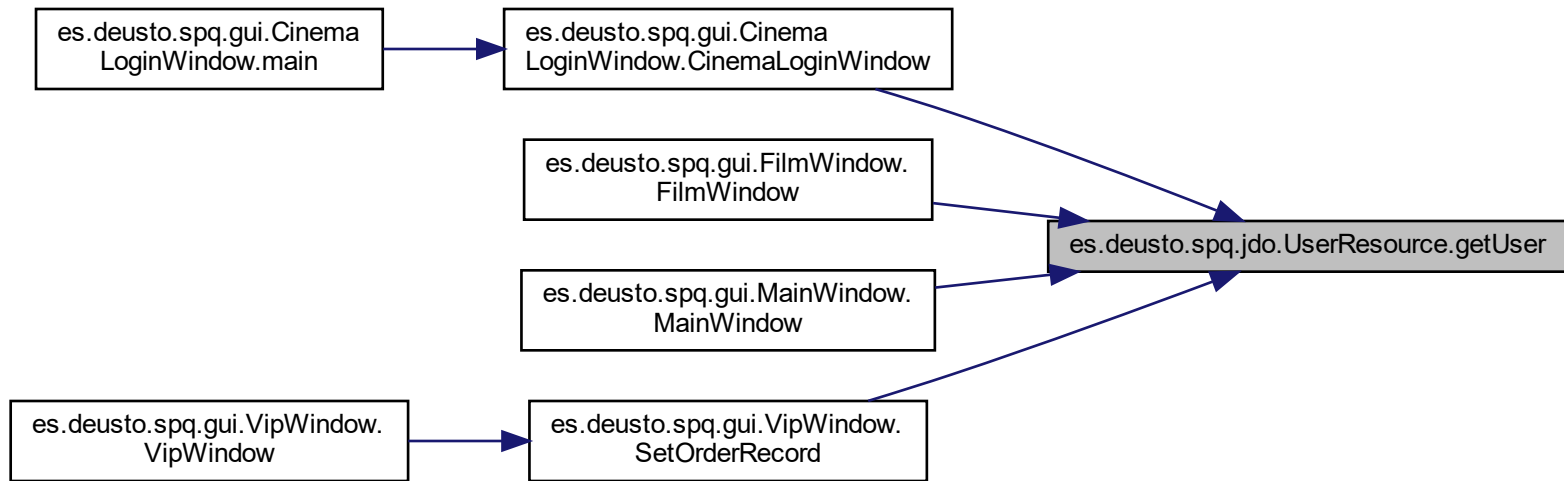 es.deusto.spq.gui.Cinema
LoginWindow.main
es.deusto.spq.gui.Cinema
LoginWindow.CinemaLoginWindow
es.deusto.spq.gui.FilmWindow.
FilmWindow
es.deusto.spq.jdo.UserResource.getUser
es.deusto.spq.gui.MainWindow.
MainWindow
es.deusto.spq.gui.VipWindow.
VipWindow
es.deusto.spq.gui.VipWindow.
SetOrderRecord